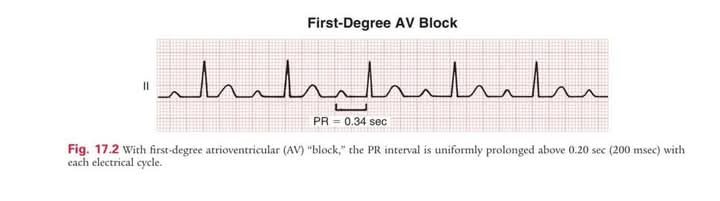 First-Degree AV Block
II
PR = 0.34 sec
Fig. 17.2 With first-degree atrioventricular (AV) “block,” the PR interval is uniformly prolonged above 0.20 sec (200 msec) with
each electrical cycle.